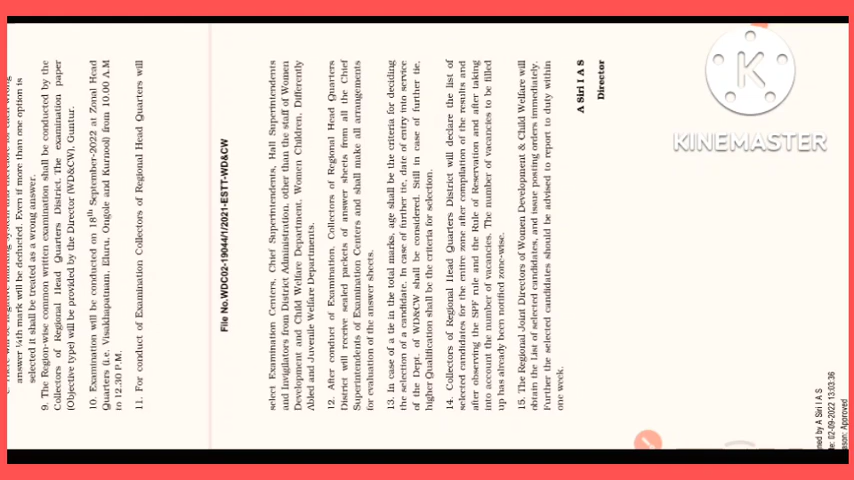 answer ¼th mark will be deducted. Even if more than one option is
selected it shall be treated as a wrong answer.
9. The Region-wise common written examination shall be conducted by the
Collectors of Regional Head Quarters District. The examination paper
(Objective type) will be provided by the Director (WD&CW), Guntur.
10. Examination will be conducted on 18th September-2022 at Zonal Head
Quarters (i.e. Visakhapatnam, Eluru, Ongole and Kurnool) from 10.00 A.M
to 12.30 P.M.
11. For conduct of Examination Collectors of Regional Head Quarters will
File No.WDC02-19044/1/2021-ESTT-WD&CW
select Examination Centers, Chief Superintendents, Hall Superintendents
and Invigilators from District Administration, other than the staff of Women
Development and Child Welfare Department, Women Children, Differently
Abled and Juvenile Welfare Departments.
12. After conduct of Examination, Collectors of Regional Head Quarters
District will receive sealed packets of answer sheets from all the Chief
Superintendents of Examination Centers and shall make all arrangements
for evaluation of the answer sheets.
13. In case of a tie in the total marks, age shall be the criteria for deciding
the selection of a candidate. In case of further tie, date of entry into service
of the Dept. of WD&CW shall be considered. Still in case of further tie,
higher Qualification shall be the criteria for selection.
14. Collectors of Regional Head Quarters District will declare the list of
selected candidates for the entire zone after compilation of the results and
after observing the SPF rule and the Rule of Reservation and after taking
into account the number of vacancies. The number of vacancies to be filled
up has already been notified zone-wise.
15. The Regional Joint Directors of Women Development & Child Welfare will
obtain the List of selected candidates, and issue posting orders immediately.
Further the selected candidates should be advised to report to duty within
one week.
A Siri I A S
Director
ned by A Siri I A S
te: 02-09-2022 13:03:36
eason: Approved
K
KINEMASTER